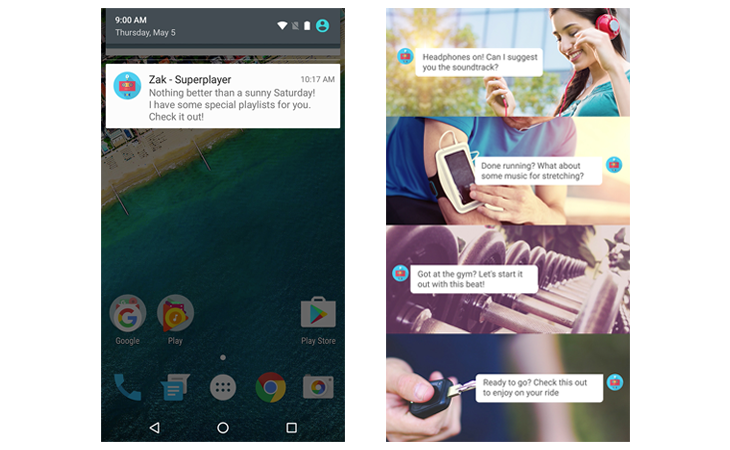 9:00 AM
Thursday, May 5
Zak - Superplayer
10:17 AM
Nothing better than a sunny Saturday!
I have some special playlists for you.
Check it out!
Google
Play
Play Store
Headphones on! Can I suggest
you the soundtrack?
Done running? What about
some music for stretching?
Got at the gym? Let's start it
out with this beat!
Ready to go? Check this out
to enjoy on your ride